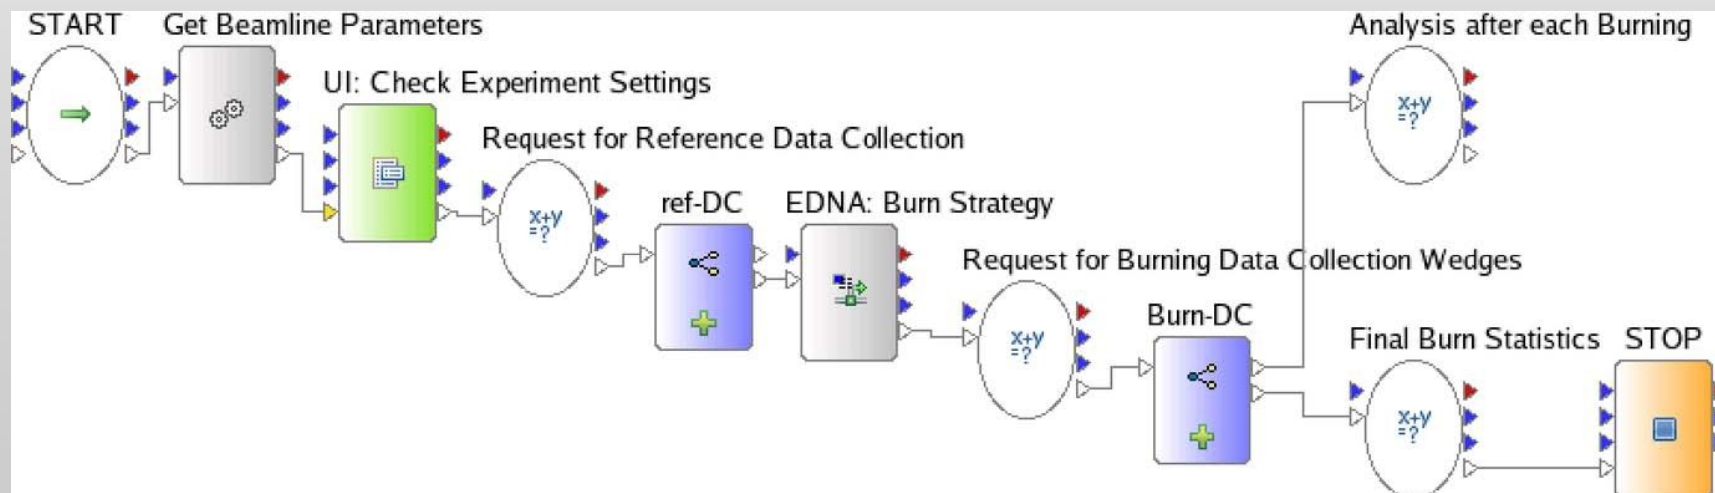 START
Get Beamline Parameters
UI: Check Experiment Settings
Request for Reference Data Collection
x+y
=?
ref-DC
EDNA: Burn Strategy
Request for Burning Data Collection Wedges
x+y
=?
Burn-DC
Analysis after each Burning
x+y
=?
Final Burn Statistics
x+y
=?
STOP